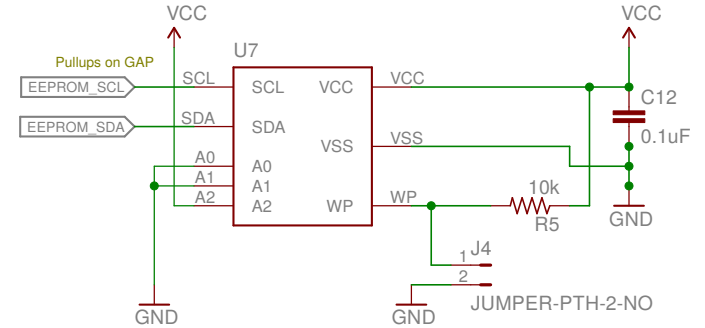 VCC
VCC
Pullups on GAP
U7
EEPROM_SCL
SCL
SCL
VCC
VCC
C12
EEPROM_SDA
SDA
SDA
0.1uF
VSS
VSS
A0
A0
A1
A1
A2
A2
WP
WP
10k
R5
GND
J4
1
2
GND
GND
JUMPER-PTH-2-NO